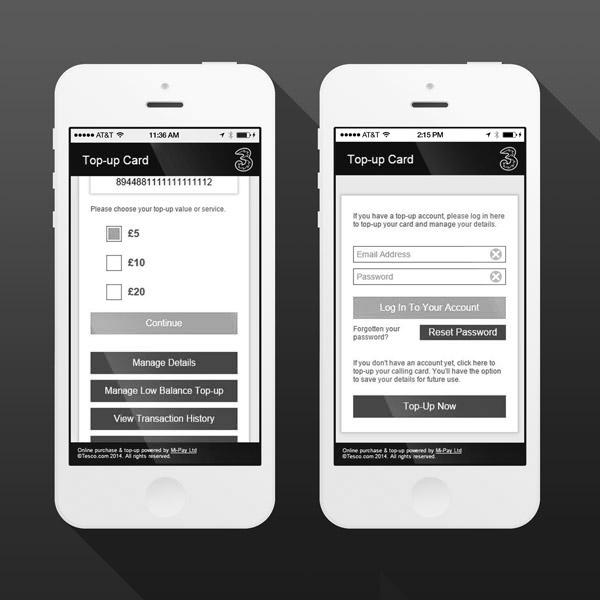 AT&T 11:36 AM
Top-up Card 3
8944881111111111112
Please choose your top-up value or service.
£5
£10
£20
Continue
Manage Details
Manage Low Balance Top-up
View Transaction History
Online purchase & top-up powered by Mi-Pay Ltd
©Tesco.com 2014. All rights reserved.
AT&T 2:15 PM
Top-up Card 3
If you have a top-up account, please log in here
to top-up your card and manage your details.
Email Address
Password
Log In To Your Account
Forgotten your
password?
Reset Password
If you don't have an account yet, click here to
top-up your calling card. You'll have the option
to save your details for future use.
Top-Up Now
Online purchase & top-up powered by Mi-Pay Ltd
©Tesco.com 2014. All rights reserved.